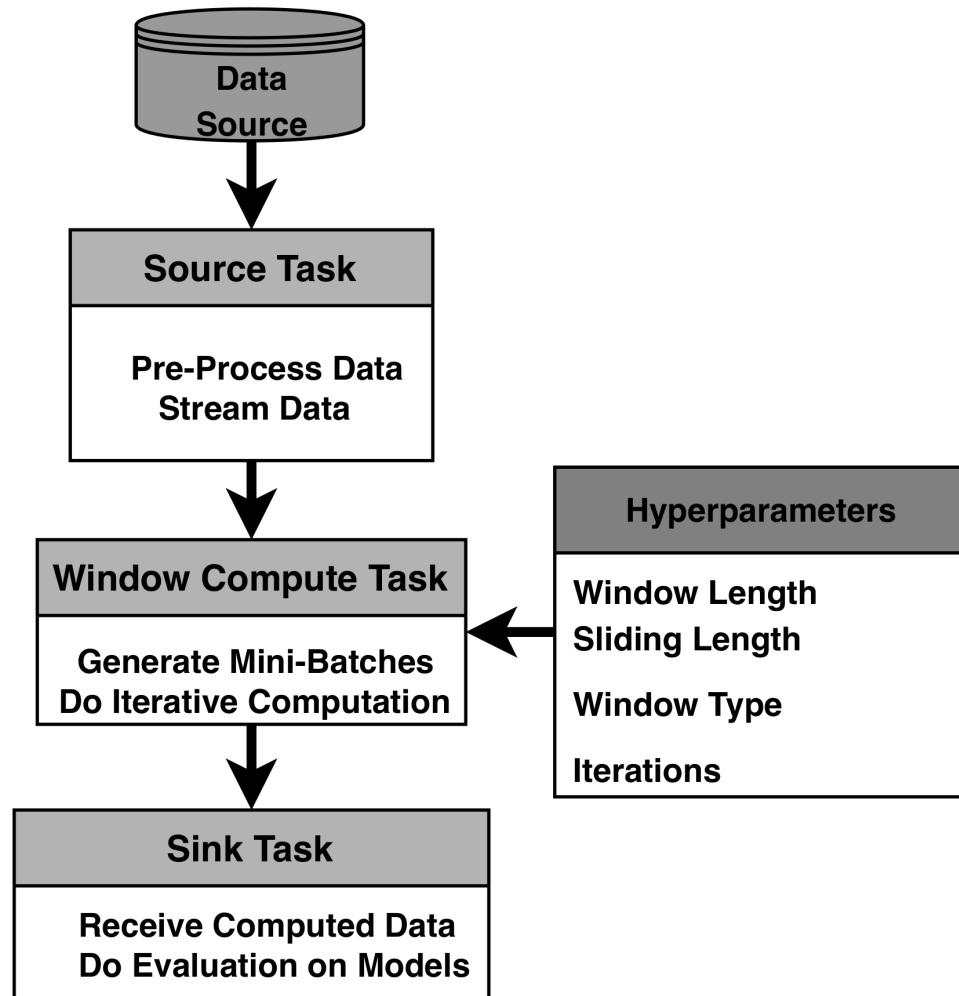 Data
Source
Source Task
Pre-Process Data
Stream Data
Window Compute Task
Generate Mini-Batches
Do Iterative Computation
Hyperparameters
Window Length
Sliding Length
Window Type
Iterations
Sink Task
Receive Computed Data
Do Evaluation on Models